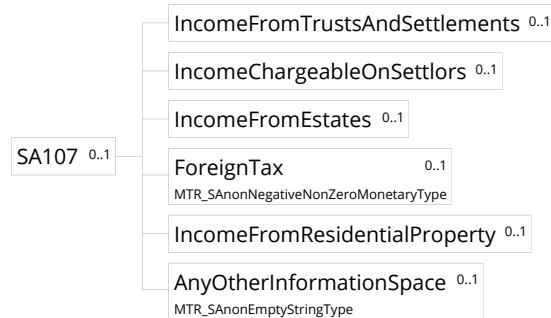 IncomeFromTrustsAndSettlements 0..1
IncomeChargeableOnSettlors 0..1
IncomeFromEstates 0..1
SA107 0..1
ForeignTax 0..1
MTR_SAnonNegativeNonZeroMonetaryType
IncomeFromResidentialProperty 0..1
AnyOtherInformationSpace 0..1
MTR_SAnonEmptyStringType